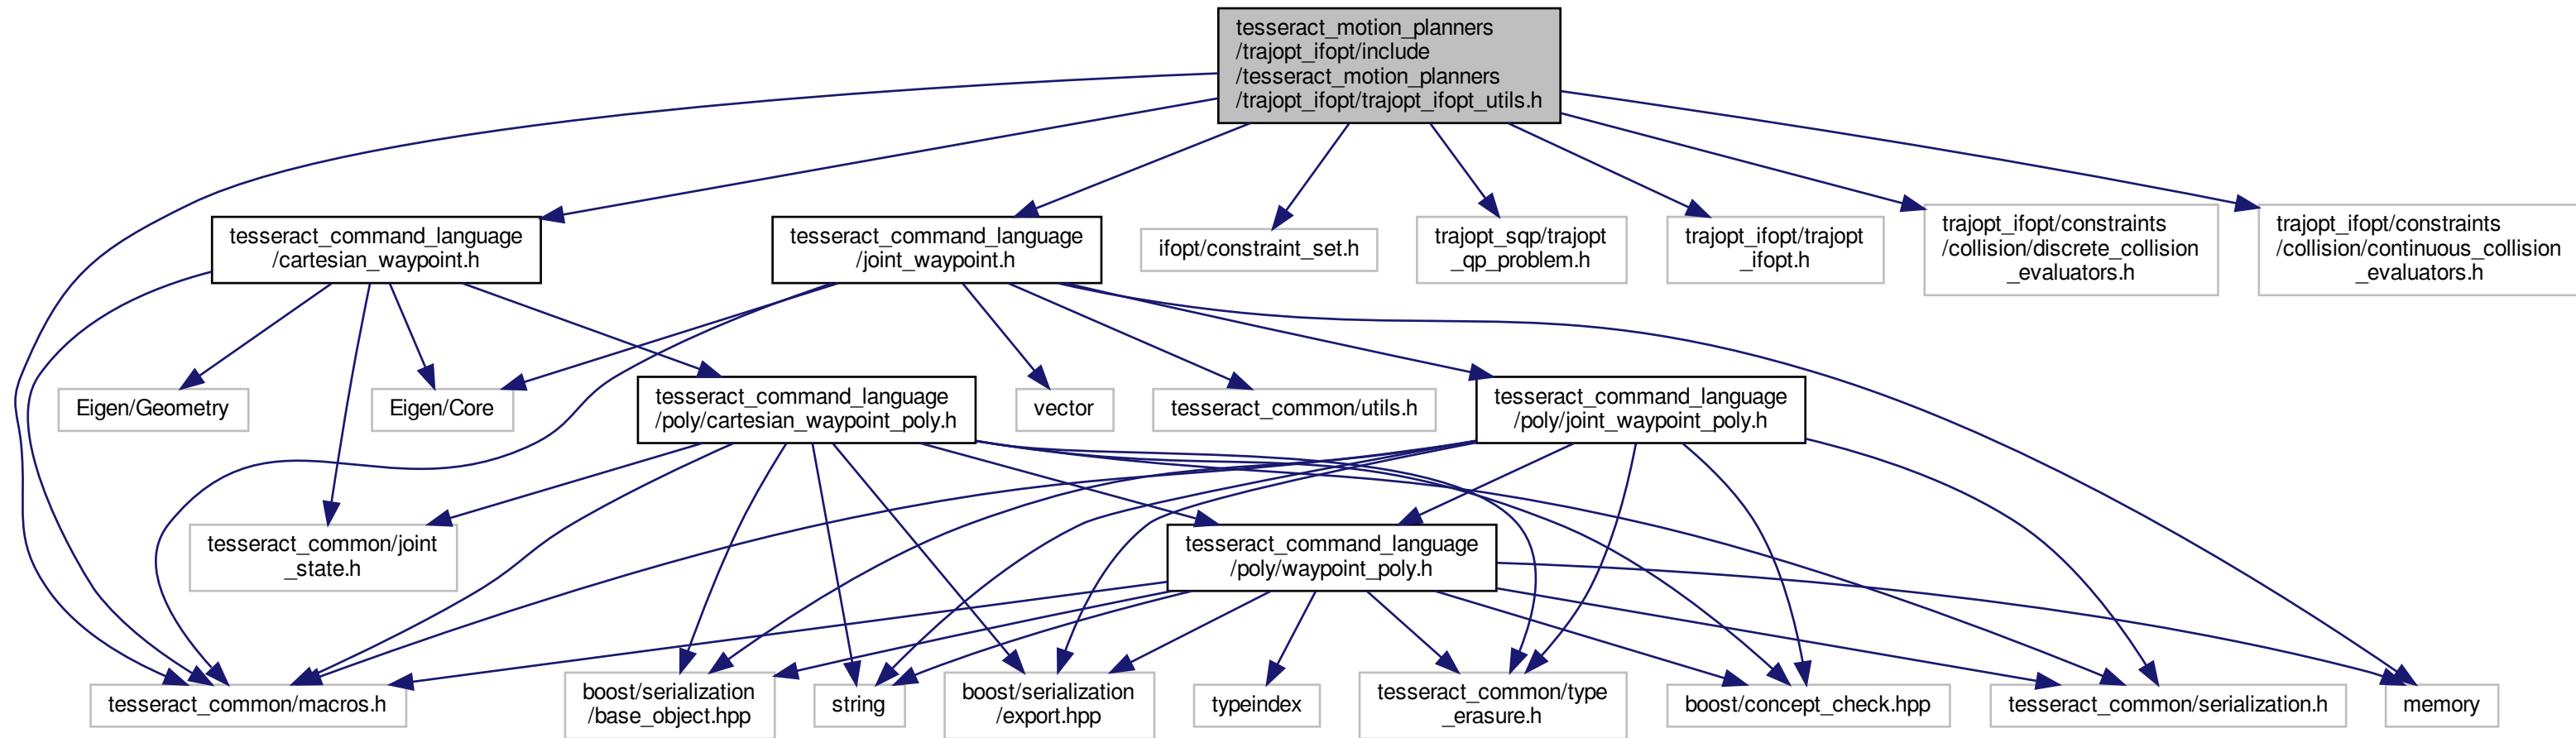 tesseract_motion_planners
/trajopt_ifopt/include
/tesseract_motion_planners
/trajopt_ifopt/trajopt_ifopt_utils.h
tesseract_command_language
/cartesian_waypoint.h
tesseract_command_language
/joint_waypoint.h
ifopt/constraint_set.h
trajopt_sqp/trajopt
_qp_problem.h
trajopt_ifopt/trajopt
_ifopt.h
trajopt_ifopt/constraints
/collision/discrete_collision
_evaluators.h
trajopt_ifopt/constraints
/collision/continuous_collision
_evaluators.h
Eigen/Geometry
Eigen/Core
tesseract_command_language
/poly/cartesian_waypoint_poly.h
vector
tesseract_common/utils.h
tesseract_command_language
/poly/joint_waypoint_poly.h
tesseract_common/joint
_state.h
tesseract_command_language
/poly/waypoint_poly.h
tesseract_common/macros.h
boost/serialization
/base_object.hpp
string
boost/serialization
/export.hpp
typeindex
tesseract_common/type
_erasure.h
boost/concept_check.hpp
tesseract_common/serialization.h
memory